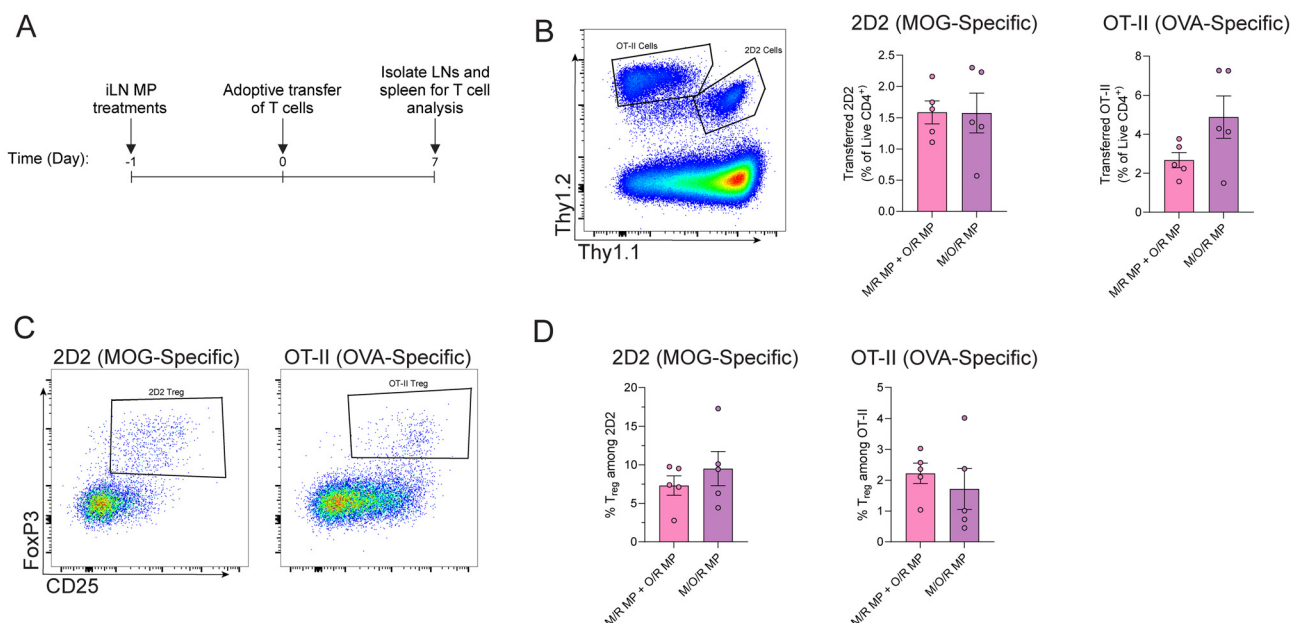 A
iLN MP
treatments
Adoptive transfer
of T cells
Isolate LNs and
spleen for T cell
analysis
Time (Day):
-1
0
7
B
OT-II Cells
2D2 Cells
Thy1.2
Thy1.1
2D2 (MOG-Specific)
Transferred 2D2
(% of Live CD4⁺)
2.5
2.0
1.5
1.0
0.5
0.0
M/R MP + O/R MP
M/O/R MP
OT-II (OVA-Specific)
Transferred OT-II
(% of Live CD4⁺)
8
6
4
2
0
M/R MP + O/R MP
M/O/R MP
C
2D2 (MOG-Specific)
2D2 Treg
FoxP3
CD25
OT-II (OVA-Specific)
OT-II Treg
D
2D2 (MOG-Specific)
% TReg among 2D2
20
15
10
5
0
M/R MP + O/R MP
M/O/R MP
OT-II (OVA-Specific)
% TReg among OT-II
5
4
3
2
1
0
M/R MP + O/R MP
M/O/R MP